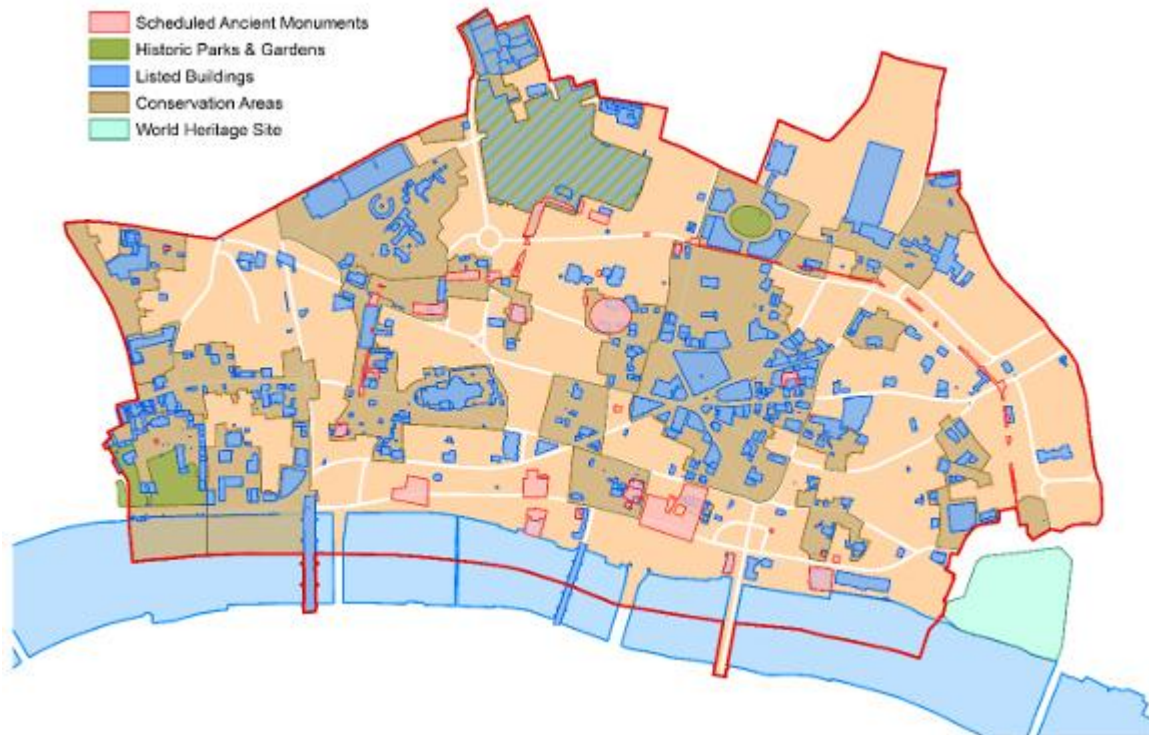 Scheduled Ancient Monuments
Historic Parks & Gardens
Listed Buildings
Conservation Areas
World Heritage Site